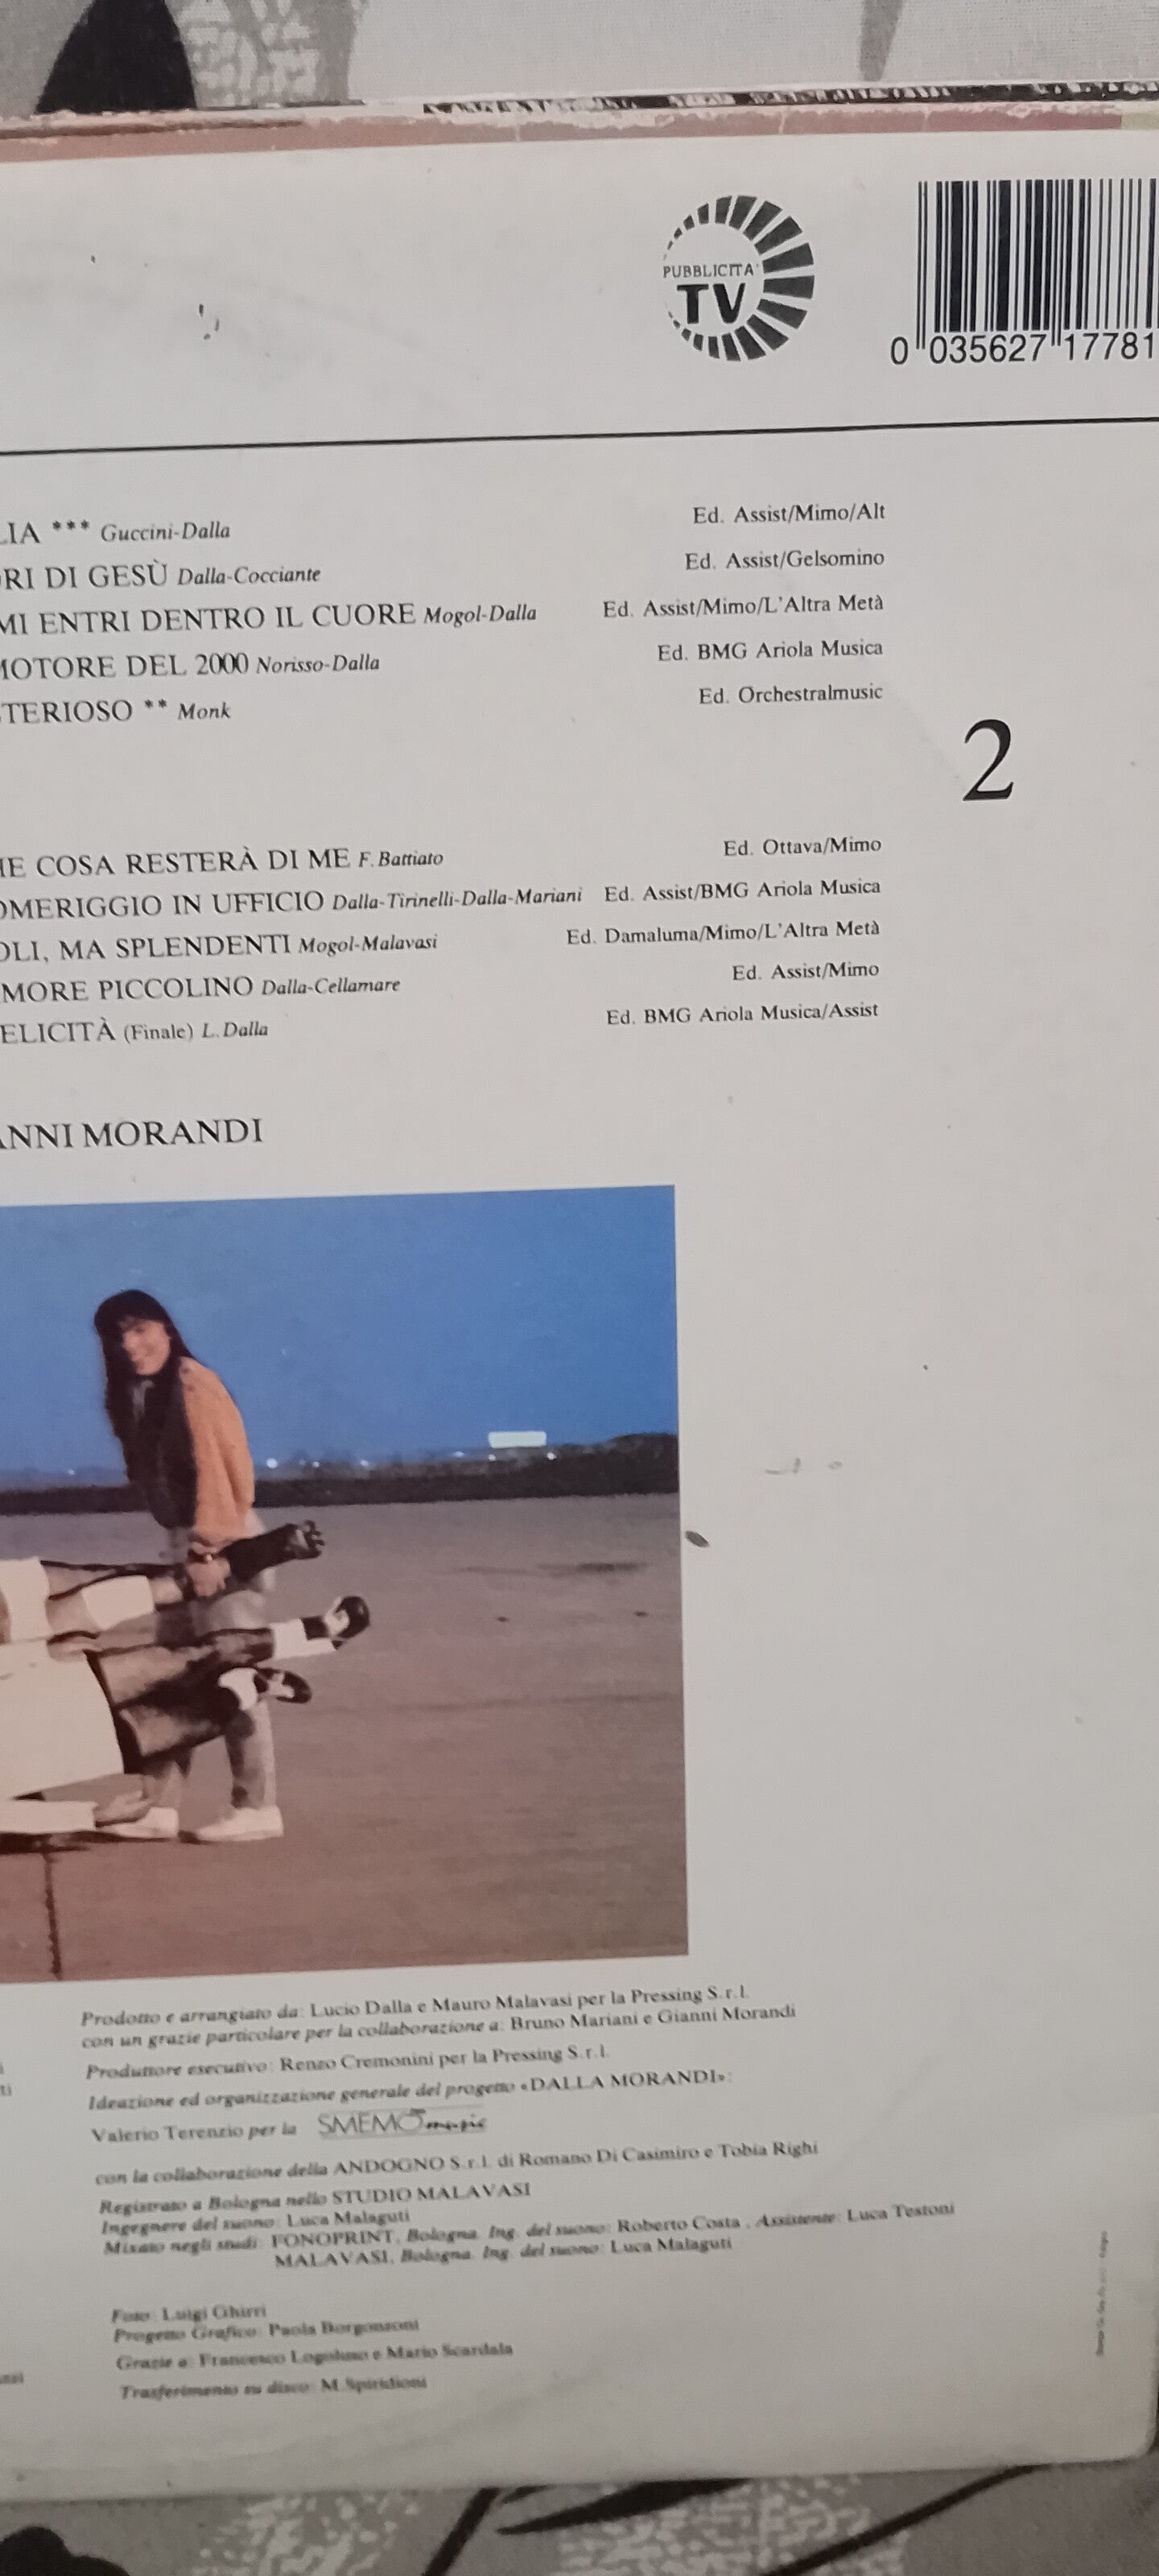 PUBBLICITA'
TV
0 035627 17781
LIA *** Guccini-Dalla Ed. Assist/Mimo/Alt
ORI DI GESÙ Dalla-Cocciante Ed. Assist/Gelsomino
MI ENTRI DENTRO IL CUORE Mogol-Dalla Ed. Assist/Mimo/L'Altra Metà
MOTORE DEL 2000 Norisso-Dalla Ed. BMG Ariola Musica
STERIOSO ** Monk Ed. Orchestralmusic
2
HE COSA RESTERÀ DI ME F. Battiato Ed. Ottava/Mimo
OMERIGGIO IN UFFICIO Dalla-Tirinelli-Dalla-Mariani Ed. Assist/BMG Ariola Musica
OLI, MA SPLENDENTI Mogol-Malavasi Ed. Damaluma/Mimo/L'Altra Metà
MORE PICCOLINO Dalla-Cellamare Ed. Assist/Mimo
ELICITÀ (Finale) L. Dalla Ed. BMG Ariola Musica/Assist
ANNI MORANDI
Prodotto e arrangiato da: Lucio Dalla e Mauro Malavasi per la Pressing S.r.l.
con un grazie particolare per la collaborazione a: Bruno Mariani e Gianni Morandi
Produttore esecutivo: Renzo Cremonini per la Pressing S.r.l.
Ideazione ed organizzazione generale del progetto «DALLA MORANDI»:
Valerio Terenzio per la SMEMO music
con la collaborazione della ANDOGNO S.r.l. di Romano Di Casimiro e Tobia Righi
Registrato a Bologna nello STUDIO MALAVASI
Ingegnere del suono: Luca Malaguti
Mixato negli studi: FONOPRINT, Bologna. Ing. del suono: Roberto Costa, Assistente: Luca Testoni
MALAVASI, Bologna. Ing. del suono: Luca Malaguti
Foto: Luigi Ghirri
Progetto Grafico: Paola Borgonzoni
Grazie a: Francesco Logoluso e Mario Scardala
Trasferimento su disco: M. Spiridioni